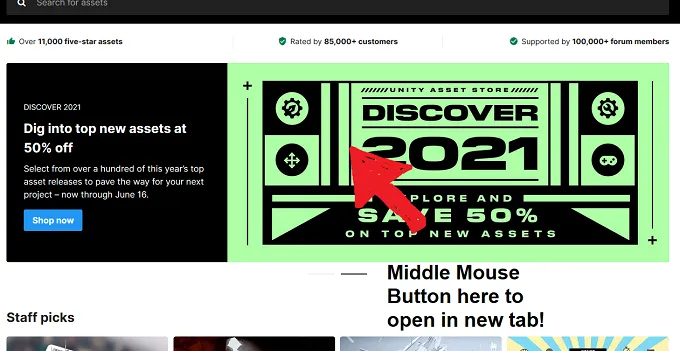 Search for assets
Over 11,000 five-star assets
Rated by 85,000+ customers
Supported by 100,000+ forum members
DISCOVER 2021
Dig into top new assets at
50% off
Select from over a hundred of this year's top
asset releases to pave the way for your next
project – now through June 16.
Shop now
UNITY ASSET STORE
DISCOVER
2021
EXPLORE AND
SAVE 50%
ON TOP NEW ASSETS
Middle Mouse
Button here to
open in new tab!
Staff picks